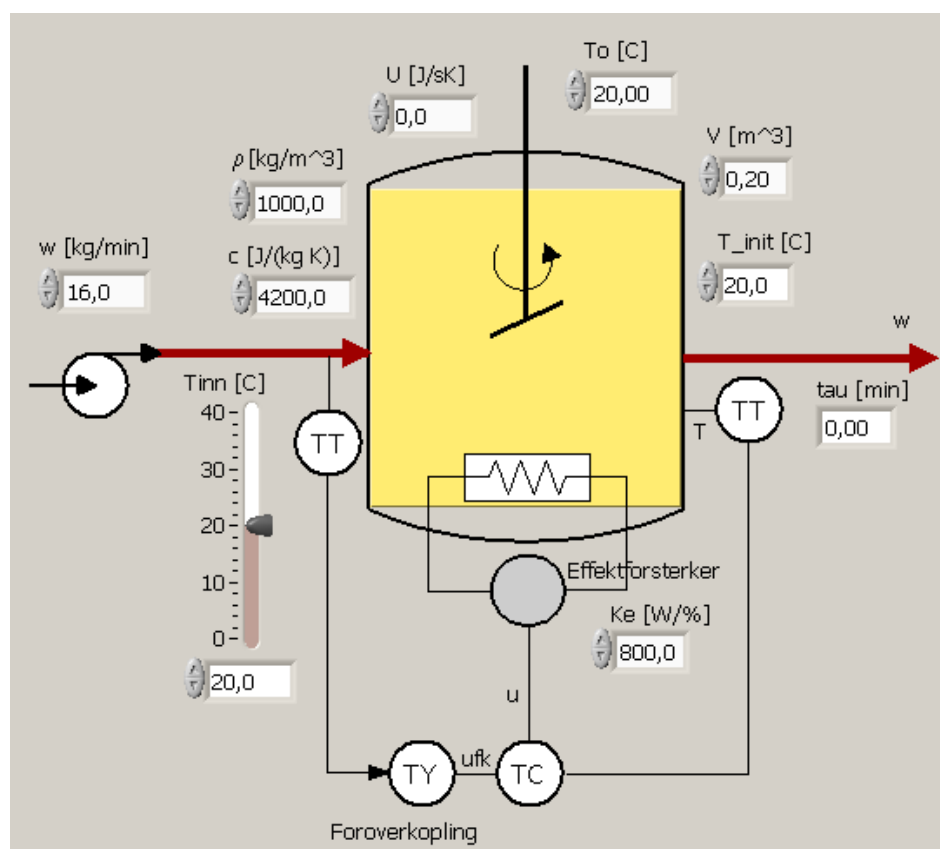 To [C]
20,00
U [J/sK]
0,0
V [m^3]
0,20
ρ [kg/m^3]
1000,0
T_init [C]
20,0
w [kg/min]
16,0
c [J/(kg K)]
4200,0
w
Tinn [C]
40
30
20
10
0
20,0
TT
TT
T
tau [min]
0,00
Effektforsterker
Ke [W/%]
800,0
u
TY
ufk
TC
Foroverkopling